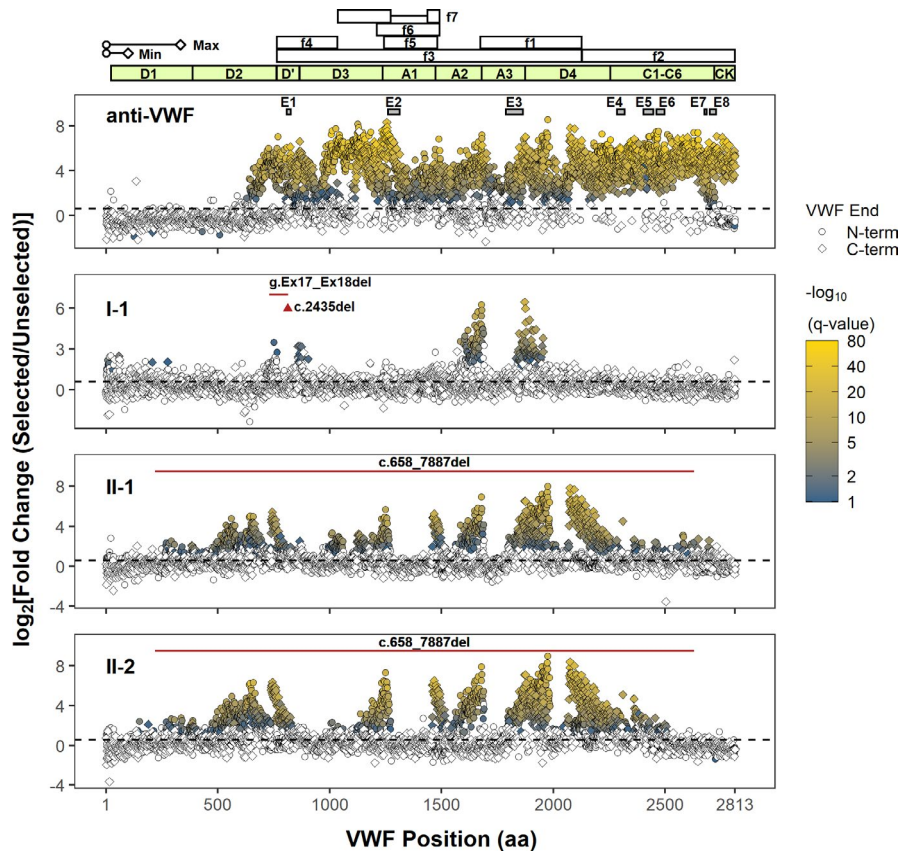 f7
f6
Max
f4
f5
f1
Min
f3
f2
D1
D2
D'
D3
A1
A2
A3
D4
C1-C6
CK
anti-VWF
E1
E2
E3
E4
E5
E6
E7
E8
8
4
0
I-1
g.Ex17_Ex18del
c.2435del
6
3
0
II-1
c.658_7887del
8
4
0
-4
II-2
c.658_7887del
8
4
0
-4
1
500
1000
1500
2000
2500
2813
VWF Position (aa)
log2[Fold Change (Selected/Unselected)]
VWF End
N-term
C-term
-log10
(q-value)
80
40
20
10
5
2
1